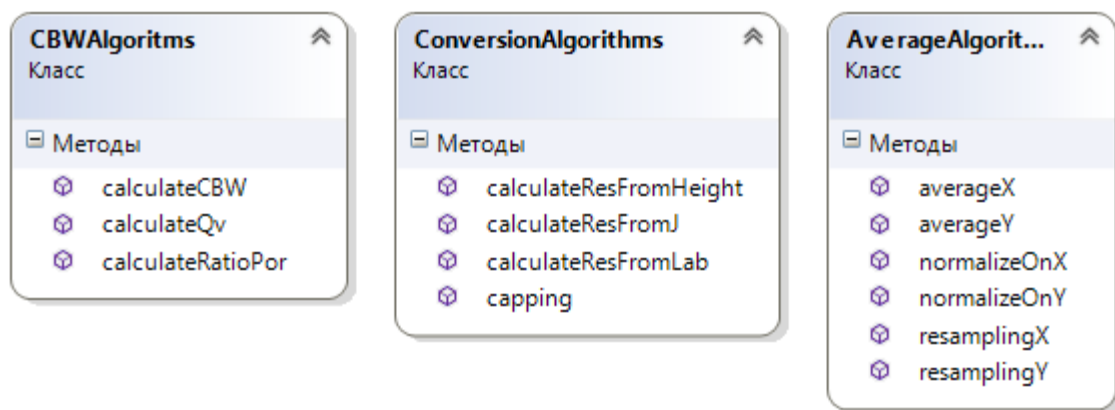 CBWAlgoritms
Класс
Методы
calculateCBW
calculateQv
calculateRatioPor
ConversionAlgorithms
Класс
Методы
calculateResFromHeight
calculateResFromJ
calculateResFromLab
capping
AverageAlgorit...
Класс
Методы
averageX
averageY
normalizeOnX
normalizeOnY
resamplingX
resamplingY